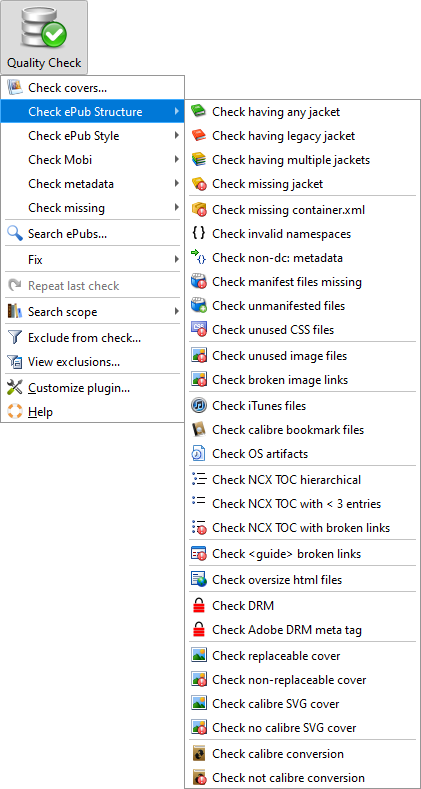 Quality Check
Check covers...
Check ePub Structure
Check ePub Style
Check Mobi
Check metadata
Check missing
Search ePubs...
Fix
Repeat last check
Search scope
Exclude from check...
View exclusions...
Customize plugin...
Help
Check having any jacket
Check having legacy jacket
Check having multiple jackets
Check missing jacket
Check missing container.xml
Check invalid namespaces
Check non-dc: metadata
Check manifest files missing
Check unmanifested files
Check unused CSS files
Check unused image files
Check broken image links
Check iTunes files
Check calibre bookmark files
Check OS artifacts
Check NCX TOC hierarchical
Check NCX TOC with < 3 entries
Check NCX TOC with broken links
Check <guide> broken links
Check oversize html files
Check DRM
Check Adobe DRM meta tag
Check replaceable cover
Check non-replaceable cover
Check calibre SVG cover
Check no calibre SVG cover
Check calibre conversion
Check not calibre conversion